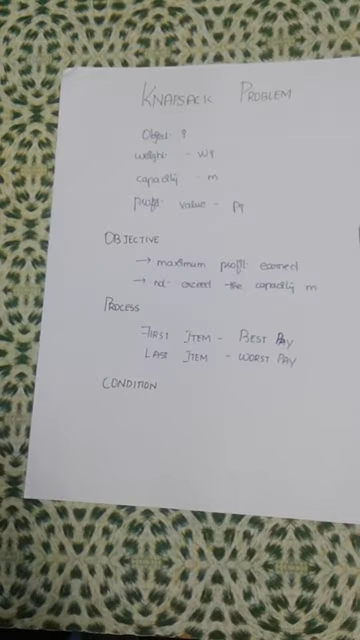 KNAPSACK PROBLEM
Object - i
weight - wi
capacity - m
profit value - pi
OBJECTIVE
→ maximum profit earned
→ not exceed the capacity m
PROCESS
FIRST ITEM - BEST PAY
LAST ITEM - WORST PAY
CONDITION